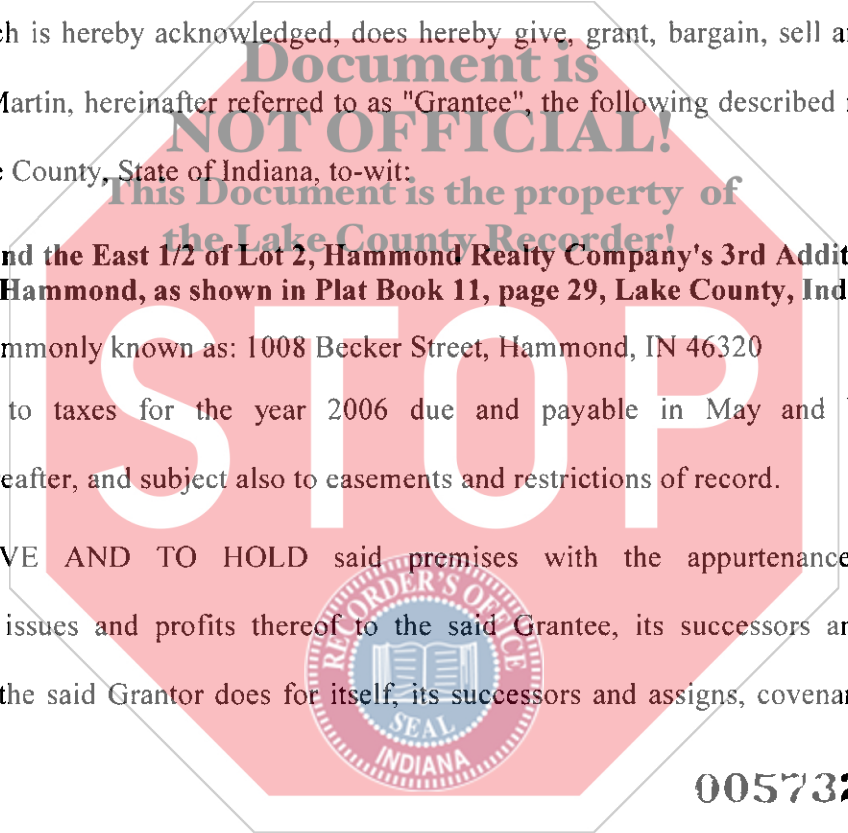 ch is hereby acknowledged, does hereby give, grant, bargain, sell a
Document is
Martin, hereinafter referred to as "Grantee", the following described
NOT OFFICIAL!
e County, State of Indiana, to-wit:
This Document is the property of
the Lake County Recorder!
nd the East 1/2 of Lot 2, Hammond Realty Company's 3rd Addit
Hammond, as shown in Plat Book 11, page 29, Lake County, Ind
mmonly known as: 1008 Becker Street, Hammond, IN 46320
STOP
to taxes for the year 2006 due and payable in May and
eafter, and subject also to easements and restrictions of record.
VE AND TO HOLD said premises with the appurtenance
RECORDER'S OFFICE
issues and profits thereof to the said Grantee, its successors an
the said Grantor does for itself, its successors and assigns, covenan
SEAL
INDIANA
005732